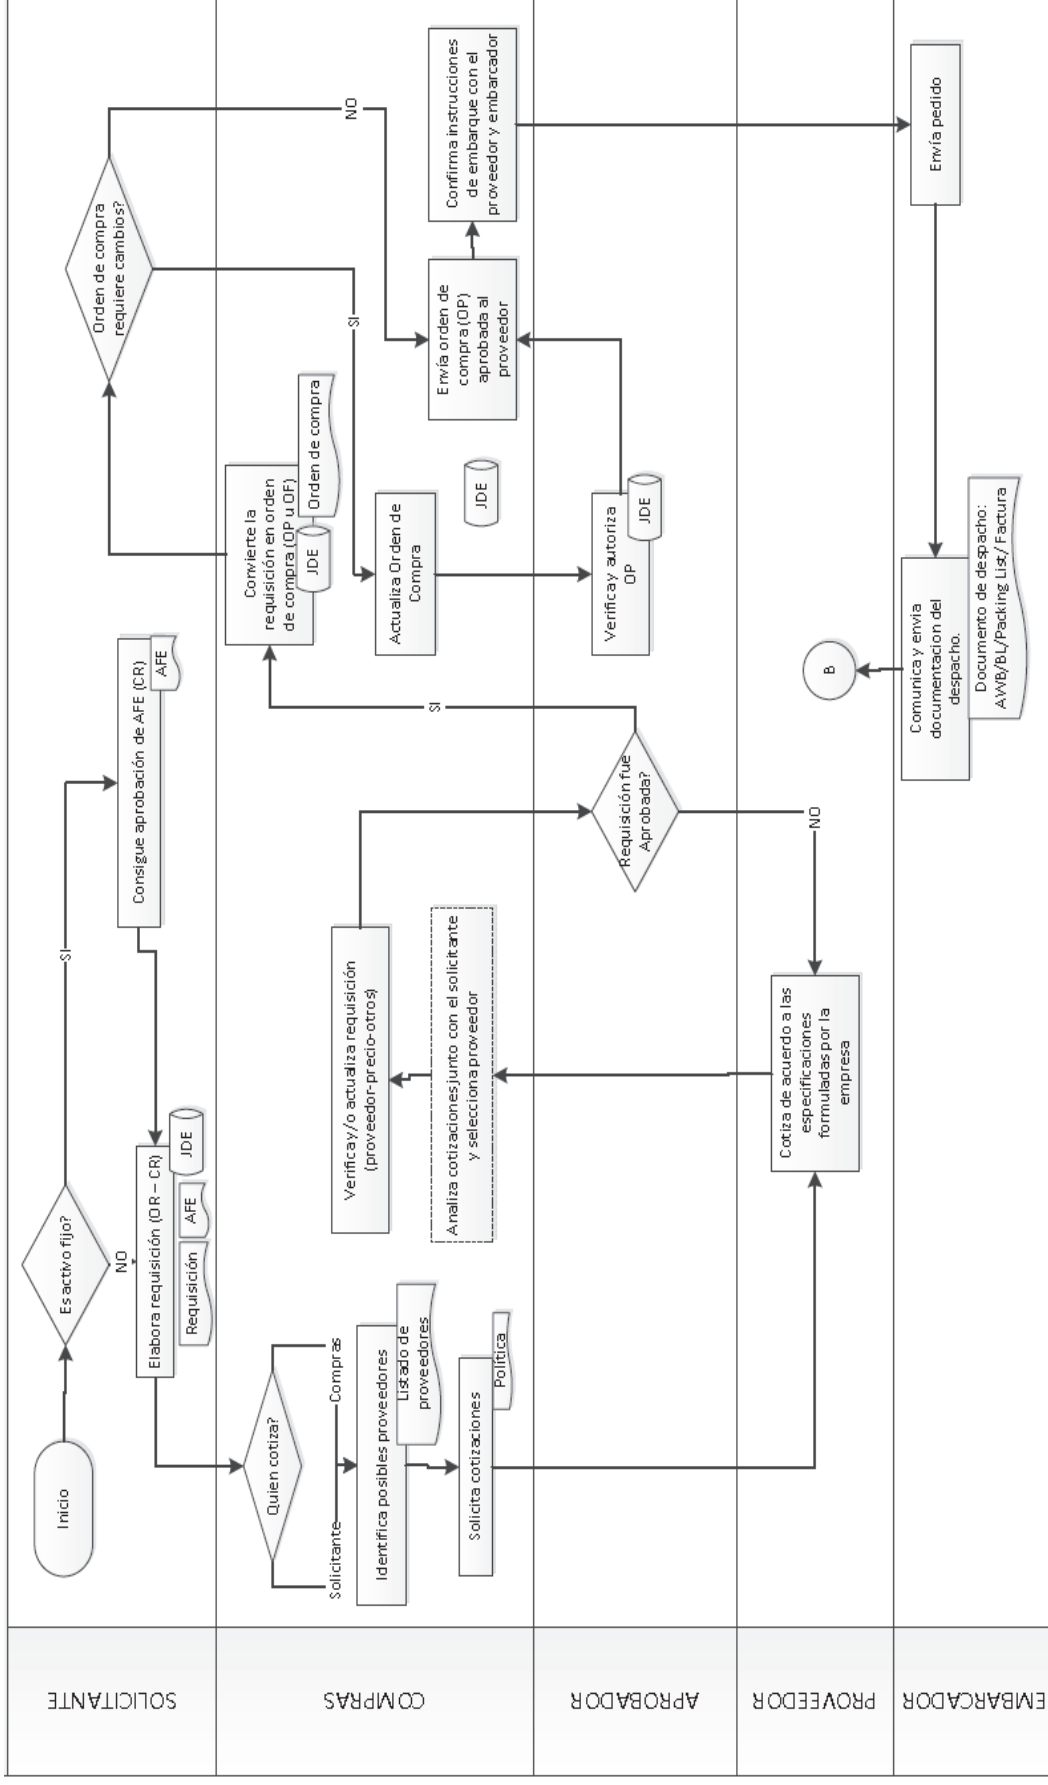 SOLICITANTE
Inicio
Es activo fijo?
SI
NO
Consigue aprobación de AFE (CR)
AFE
Elabora requisición (OR – CR)
JDE
AFE
Requisición
Orden de compra
requiere cambios?
NO
SI
COMPRAS
Quien cotiza?
Solicitante
Compras
Identifica posibles proveedores
Listado de
proveedores
Solicita cotizaciones
Política
Verifica y/o actualiza requisición
(proveedor-precio-otros)
Analiza cotizaciones junto con el solicitante
y selecciona proveedor
SI
Convierte la
requisición en orden
de compra (OP u OF)
JDE
Orden de compra
Actualiza Orden de
Compra
JDE
Envía orden de
compra (OP)
aprobada al
proveedor
Confirma instrucciones
de embarque con el
proveedor y embarcador
APROBADOR
Requisición fue
Aprobada?
NO
Verifica y autoriza
OP
JDE
PROVEEDOR
Cotiza de acuerdo a las
especificaciones
formuladas por la
empresa
B
EMBARCADOR
Envía pedido
Comunica y envia
documentacion del
despacho.
Documento de despacho:
AWB/BL/Packing List/ Factura